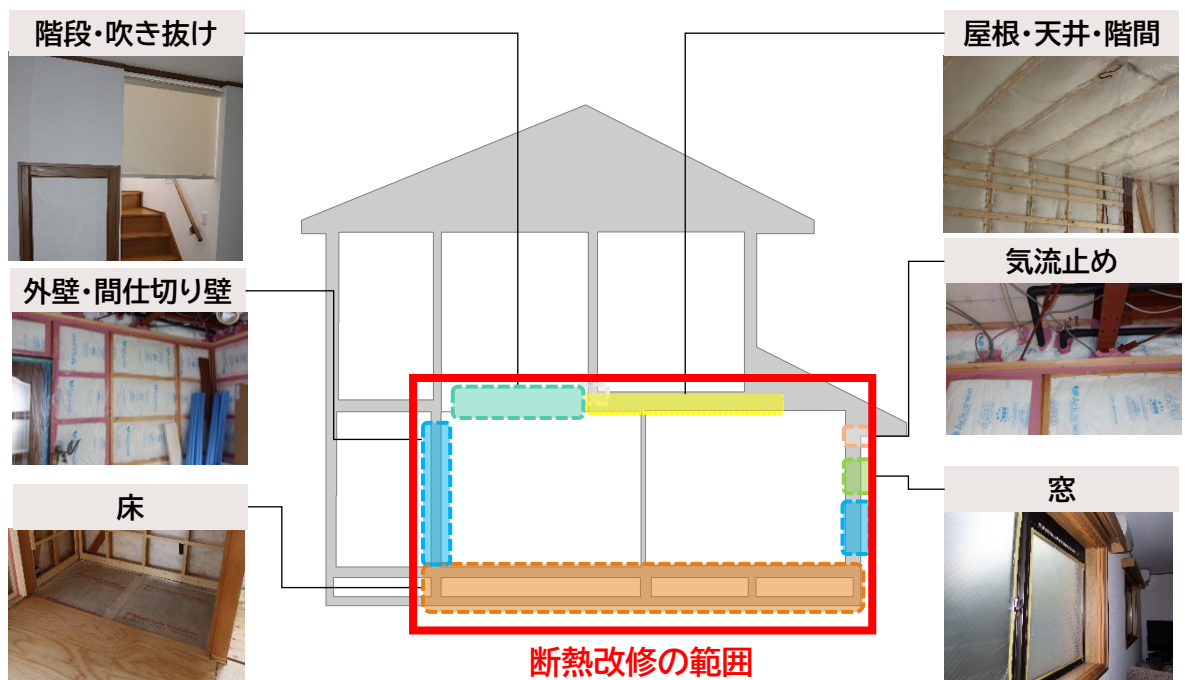 階段・吹き抜け
屋根・天井・階間
気流止め
外壁・間仕切り壁
床
窓
断熱改修の範囲